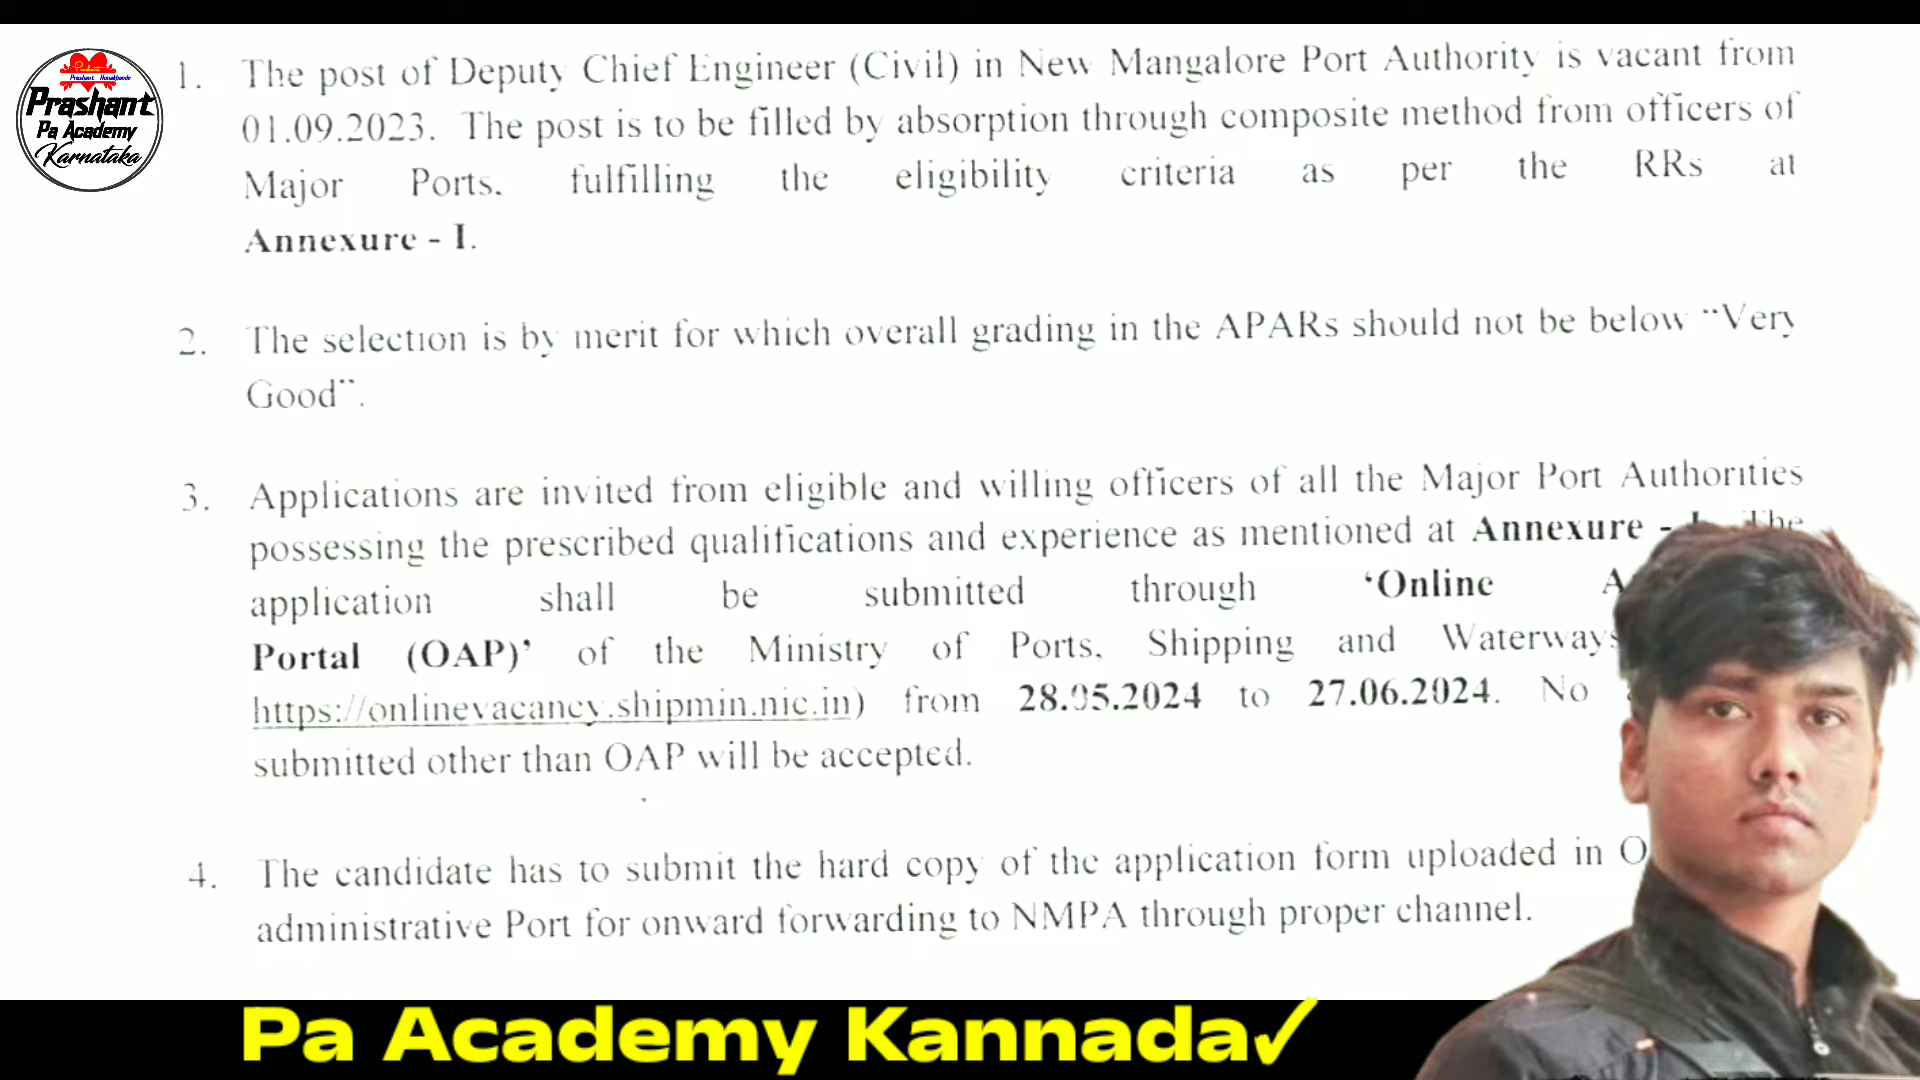 Prashant
Prashant Honakhande
Prashant
Pa Academy
Karnataka
1. The post of Deputy Chief Engineer (Civil) in New Mangalore Port Authority is vacant from
01.09.2023. The post is to be filled by absorption through composite method from officers of
Major Ports. fulfilling the eligibility criteria as per the RRs at
Annexure - I.
2. The selection is by merit for which overall grading in the APARs should not be below "Very
Good".
3. Applications are invited from eligible and willing officers of all the Major Port Authorities
possessing the prescribed qualifications and experience as mentioned at Annexure - The
application shall be submitted through ‘Online
Portal (OAP)’ of the Ministry of Ports, Shipping and Waterways
https://onlinevacancy.shipmin.nic.in) from 28.05.2024 to 27.06.2024. No
submitted other than OAP will be accepted.
4. The candidate has to submit the hard copy of the application form uploaded in
administrative Port for onward forwarding to NMPA through proper channel.
Pa Academy Kannada✓